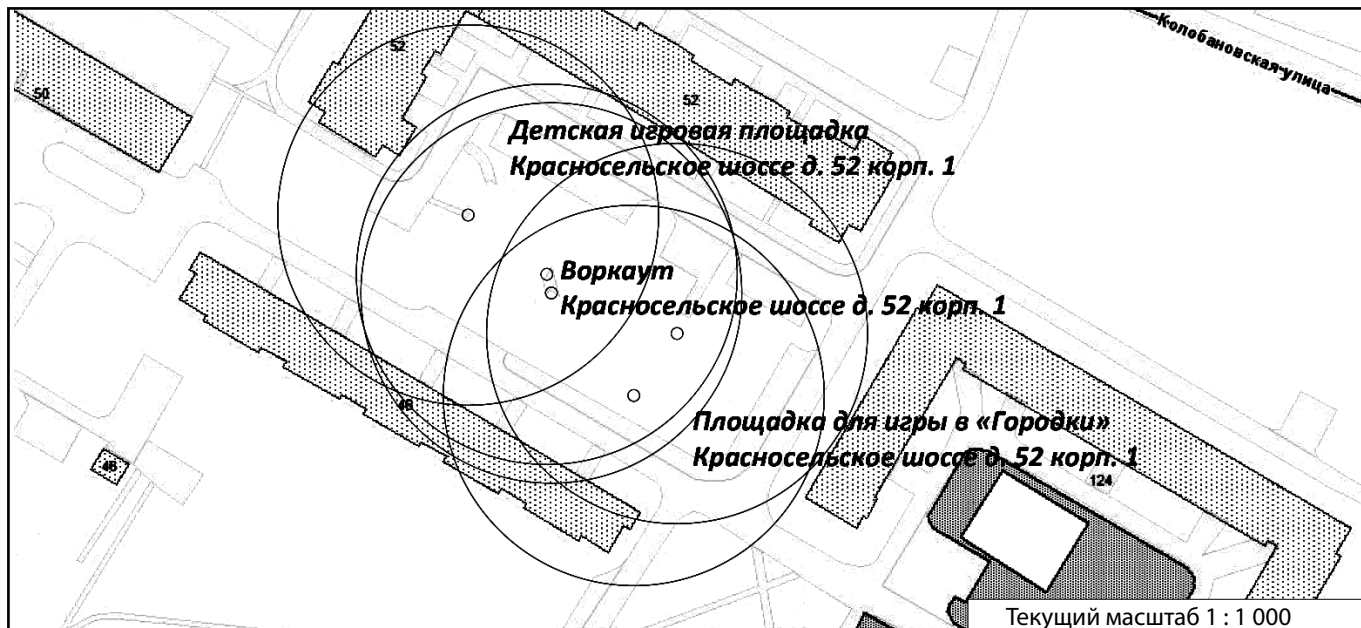 52
Колобановская улица
50
52
Детская игровая площадка
Красносельское шоссе д. 52 корп. 1
Воркаут
Красносельское шоссе д. 52 корп. 1
46
Площадка для игры в «Городки»
Красносельское шоссе д. 52 корп. 1
46
124
Текущий масштаб 1 : 1 000